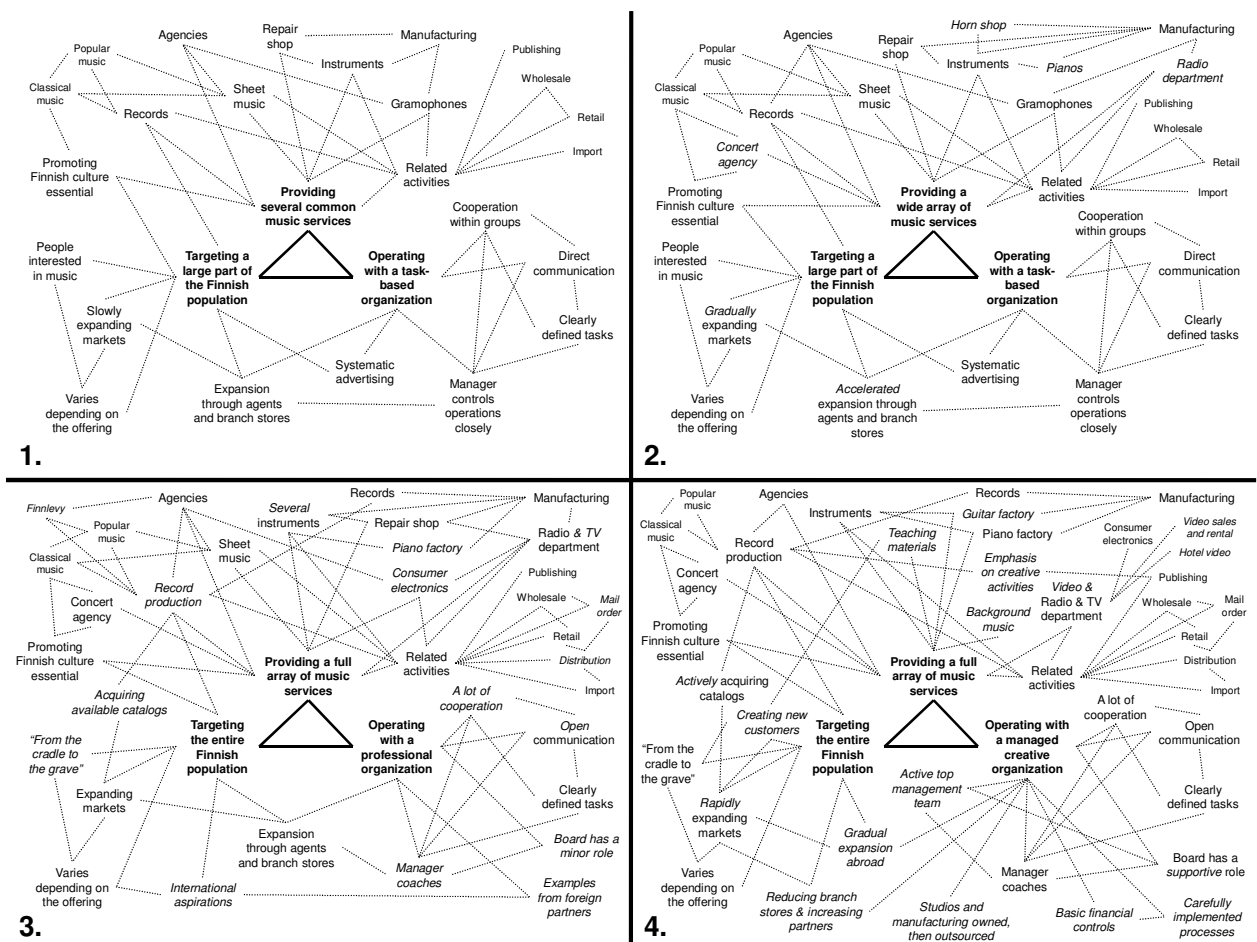 Agencies
Repair
shop
Manufacturing
Popular
music
Publishing
Instruments
Wholesale
Classical
music
Sheet
music
Gramophones
Records
Retail
Import
Promoting
Finnish culture
essential
Related
activities
Providing
several common
music services
Cooperation
within groups
People
interested
in music
Targeting a
large part of
the Finnish
population
Operating
with a task-
based
organization
Direct
communication
Slowly
expanding
markets
Clearly
defined tasks
Systematic
advertising
Expansion
through agents
and branch stores
Manager
controls
operations
closely
Varies
depending on
the offering
1.
Horn shop
Agencies
Manufacturing
Repair
shop
Popular
music
Instruments
Pianos
Radio
department
Classical
music
Sheet
music
Gramophones
Publishing
Records
Wholesale
Concert
agency
Retail
Import
Promoting
Finnish culture
essential
Related
activities
Providing a
wide array of
music services
Cooperation
within groups
People
interested
in music
Targeting a
large part of
the Finnish
population
Operating
with a task-
based
organization
Direct
communication
Gradually
expanding
markets
Clearly
defined tasks
Systematic
advertising
Accelerated
expansion through
agents and branch
stores
Manager
controls
operations
closely
Varies
depending on
the offering
2.
Records
Agencies
Manufacturing
Finnlevy
Several
instruments
Repair shop
Popular
music
Radio & TV
department
Sheet
music
Piano factory
Classical
music
Consumer
electronics
Publishing
Record
production
Wholesale
Mail
order
Concert
agency
Retail
Promoting
Finnish culture
essential
Providing a full
array of music
services
Related
activities
Distribution
Import
Acquiring
available catalogs
A lot of
cooperation
Targeting
the entire
Finnish
population
Operating
with a
professional
organization
Open
communication
“From the
cradle to
the grave”
Expanding
markets
Clearly
defined tasks
Expansion
through agents
and branch stores
Board has a
minor role
Manager
coaches
Varies
depending on
the offering
International
aspirations
Examples
from foreign
partners
3.
Popular
music
Agencies
Records
Manufacturing
Instruments
Guitar factory
Classical
music
Teaching
materials
Piano factory
Consumer
electronics
Video sales
and rental
Record
production
Hotel video
Emphasis
on creative
activities
Concert
agency
Publishing
Video &
Radio & TV
department
Wholesale
Mail
order
Background
music
Promoting
Finnish culture
essential
Retail
Providing a full
array of music
services
Related
activities
Distribution
Import
Actively acquiring
catalogs
A lot of
cooperation
Creating new
customers
Targeting
the entire
Finnish
population
Operating with
a managed
creative
organization
Open
communication
“From the
cradle to
the grave”
Active top
management
team
Rapidly
expanding
markets
Clearly
defined tasks
Gradual
expansion
abroad
Board has a
supportive role
Manager
coaches
Varies
depending on
the offering
Reducing branch
stores & increasing
partners
Studios and
manufacturing owned,
then outsourced
Basic financial
controls
Carefully
implemented
processes
4.